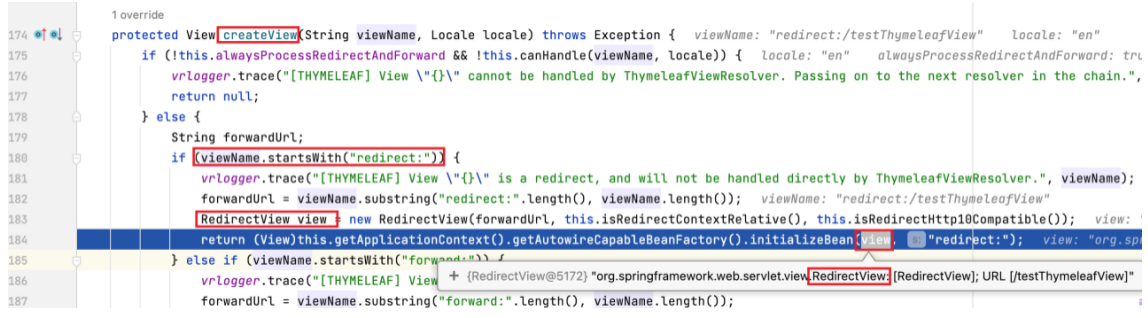 1 override
174 protected View createView(String viewName, Locale locale) throws Exception { viewName: "redirect:/testThymeleafView" locale: "en"
175 if (!this.alwaysProcessRedirectAndForward && !this.canHandle(viewName, locale)) { locale: "en" alwaysProcessRedirectAndForward: tru
176 vrlogger.trace("[THYMELEAF] View \"{}\" cannot be handled by ThymeleafViewResolver. Passing on to the next resolver in the chain.",
177 return null;
178 } else {
179 String forwardUrl;
180 if (viewName.startsWith("redirect:")) {
181 vrlogger.trace("[THYMELEAF] View \"{}\" is a redirect, and will not be handled directly by ThymeleafViewResolver.", viewName);
182 forwardUrl = viewName.substring("redirect:".length(), viewName.length()); viewName: "redirect:/testThymeleafView"
183 RedirectView view = new RedirectView(forwardUrl, this.isRedirectContextRelative(), this.isRedirectHttp10Compatible()); view: "
184 return (View)this.getApplicationContext().getAutowireCapableBeanFactory().initializeBean(view, s: "redirect:"); view: "org.spr
185 } else if (viewName.startsWith("forward:")) {
+ {RedirectView@5172} "org.springframework.web.servlet.view.RedirectView: [RedirectView]; URL [/testThymeleafView]"
186 vrlogger.trace("[THYMELEAF] View
187 forwardUrl = viewName.substring("forward:".length(), viewName.length());